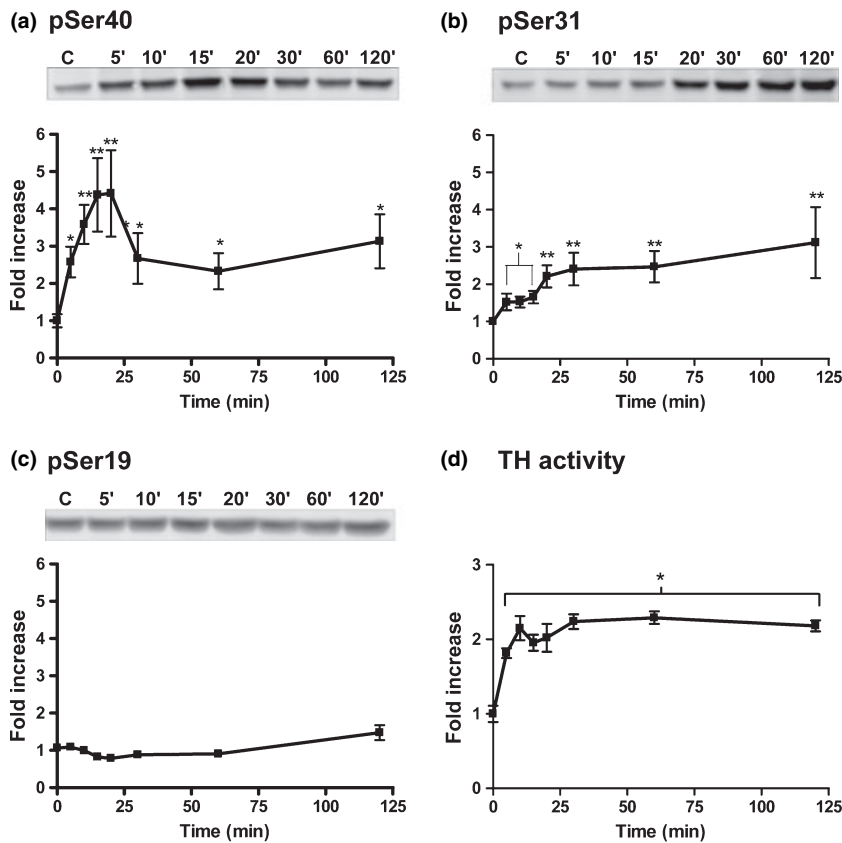 (a) pSer40
C 5' 10' 15' 20' 30' 60' 120'
6
5
4
3
2
1
0
Fold increase
* ** ** ** * * * *
0 25 50 75 100 125
Time (min)
(b) pSer31
C 5' 10' 15' 20' 30' 60' 120'
6
5
4
3
2
1
0
Fold increase
* ** ** ** **
0 25 50 75 100 125
Time (min)
(c) pSer19
C 5' 10' 15' 20' 30' 60' 120'
6
5
4
3
2
1
0
Fold increase
0 25 50 75 100 125
Time (min)
(d) TH activity
3
2
1
0
Fold increase
*
0 25 50 75 100 125
Time (min)